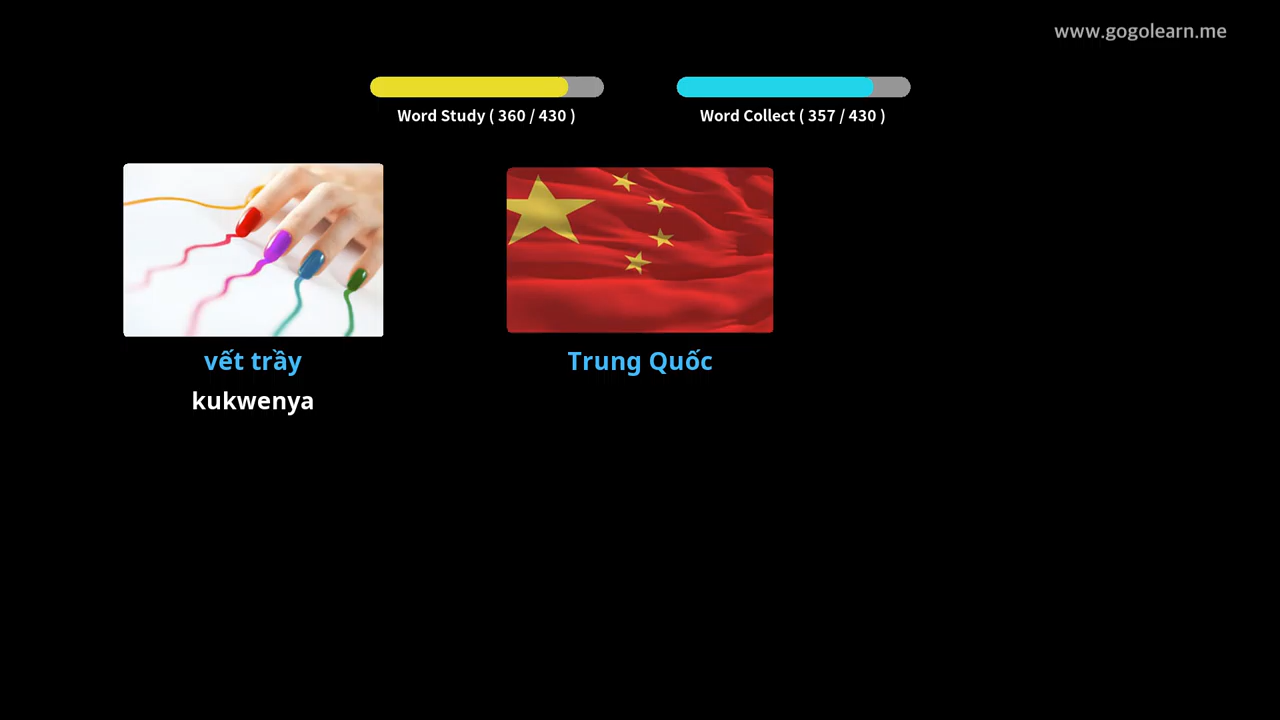 www.gogolearn.me
Word Study ( 360 / 430 )
Word Collect ( 357 / 430 )
vết trầy
Trung Quốc
kukwenya